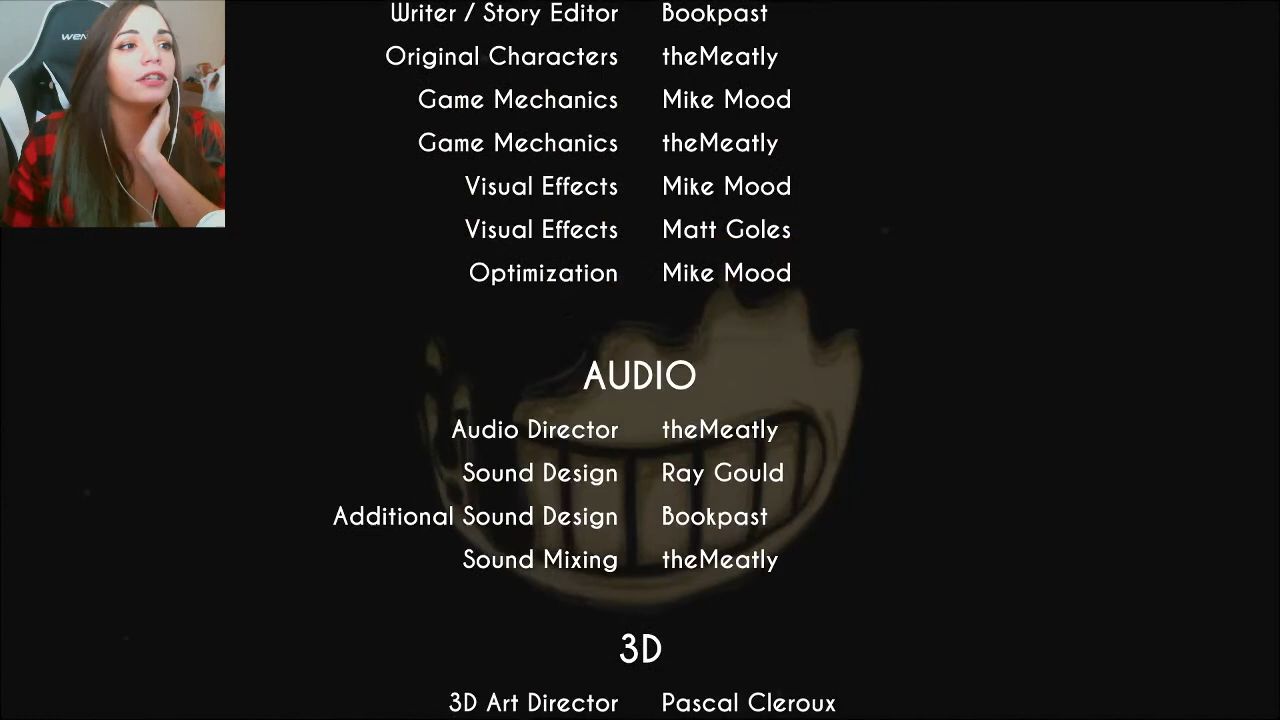 Writer / Story Editor Bookpast
Original Characters theMeatly
Game Mechanics Mike Mood
Game Mechanics theMeatly
Visual Effects Mike Mood
Visual Effects Matt Goles
Optimization Mike Mood
AUDIO
Audio Director theMeatly
Sound Design Ray Gould
Additional Sound Design Bookpast
Sound Mixing theMeatly
3D
3D Art Director Pascal Cleroux